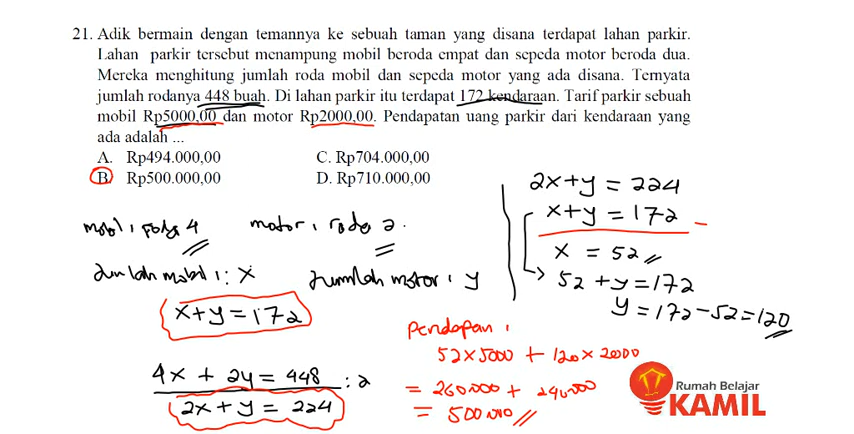 21. Adik bermain dengan temannya ke sebuah taman yang disana terdapat lahan parkir.
Lahan parkir tersebut menampung mobil beroda empat dan sepeda motor beroda dua.
Mereka menghitung jumlah roda mobil dan sepeda motor yang ada disana. Ternyata
jumlah rodanya 448 buah. Di lahan parkir itu terdapat 172 kendaraan. Tarif parkir sebuah
mobil Rp5000,00 dan motor Rp2000,00. Pendapatan uang parkir dari kendaraan yang
ada adalah ...
A. Rp494.000,00
C. Rp704.000,00
B. Rp500.000,00
D. Rp710.000,00
mobil, roda 4
motor, roda 2.
Jumlah mobil : x
Jumlah motor : y
x+y = 172
4x + 2y = 448 :2
2x + y = 224
2x+y = 224
x+y = 172 −
x = 52
52 + y = 172
y = 172 - 52 = 120
52 x 5000 + 120 x 2000
= 260.000 + 240.000
= 500.000
Rumah Belajar
KAMIL